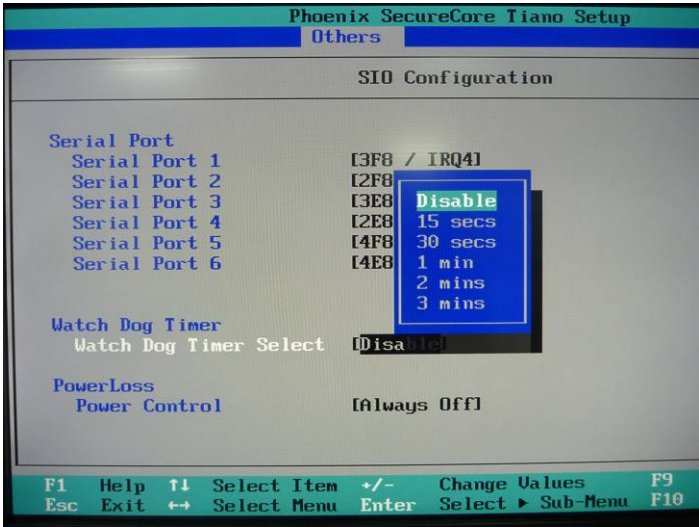 Phoenix SecureCore Tiano Setup
Others
SIO Configuration
Serial Port
Serial Port 1 [3F8 / IRQ4]
Serial Port 2 [2F8
Serial Port 3 [3E8
Serial Port 4 [2E8
Serial Port 5 [4F8
Serial Port 6 [4E8
Disable
15 secs
30 secs
1 min
2 mins
3 mins
Watch Dog Timer
Watch Dog Timer Select [Disable]
PowerLoss
Power Control [Always Off]
F1 Help ↑↓ Select Item +/- Change Values F9
Esc Exit ↔ Select Menu Enter Select ▶ Sub-Menu F10